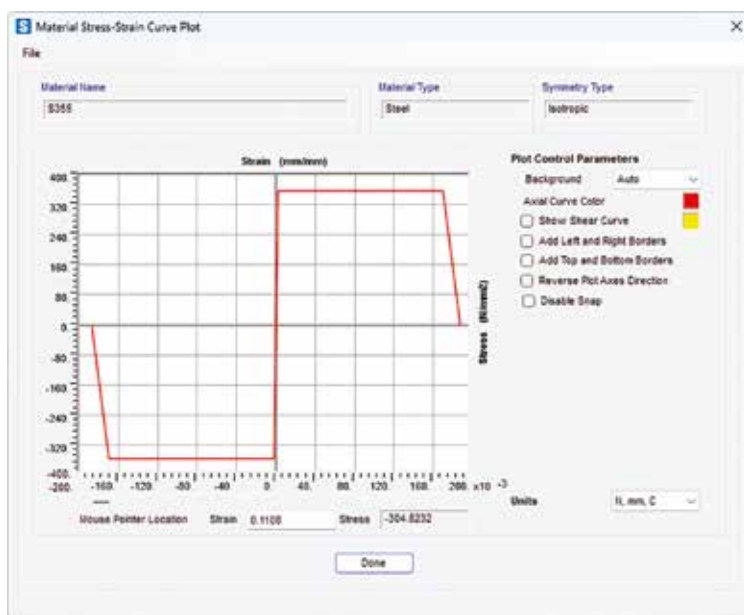 Material Stress-Strain Curve Plot
File
Material Name
S355
Material Type
Steel
Symmetry Type
Isotropic
Strain (mm/mm)
400.
320.
240.
160.
80.
0.
-80.
-160.
-240.
-320.
-400.
-200. -160. -120. -80. -40. 0. 40. 80. 120. 160. 200. x10 -3
Stress (N/mm2)
Plot Control Parameters
Background Auto
Axial Curve Color
Show Shear Curve
Add Left and Right Borders
Add Top and Bottom Borders
Reverse Plot Axes Direction
Disable Snap
Units N, mm, C
Mouse Pointer Location Strain 0.1108 Stress -304.8232
Done